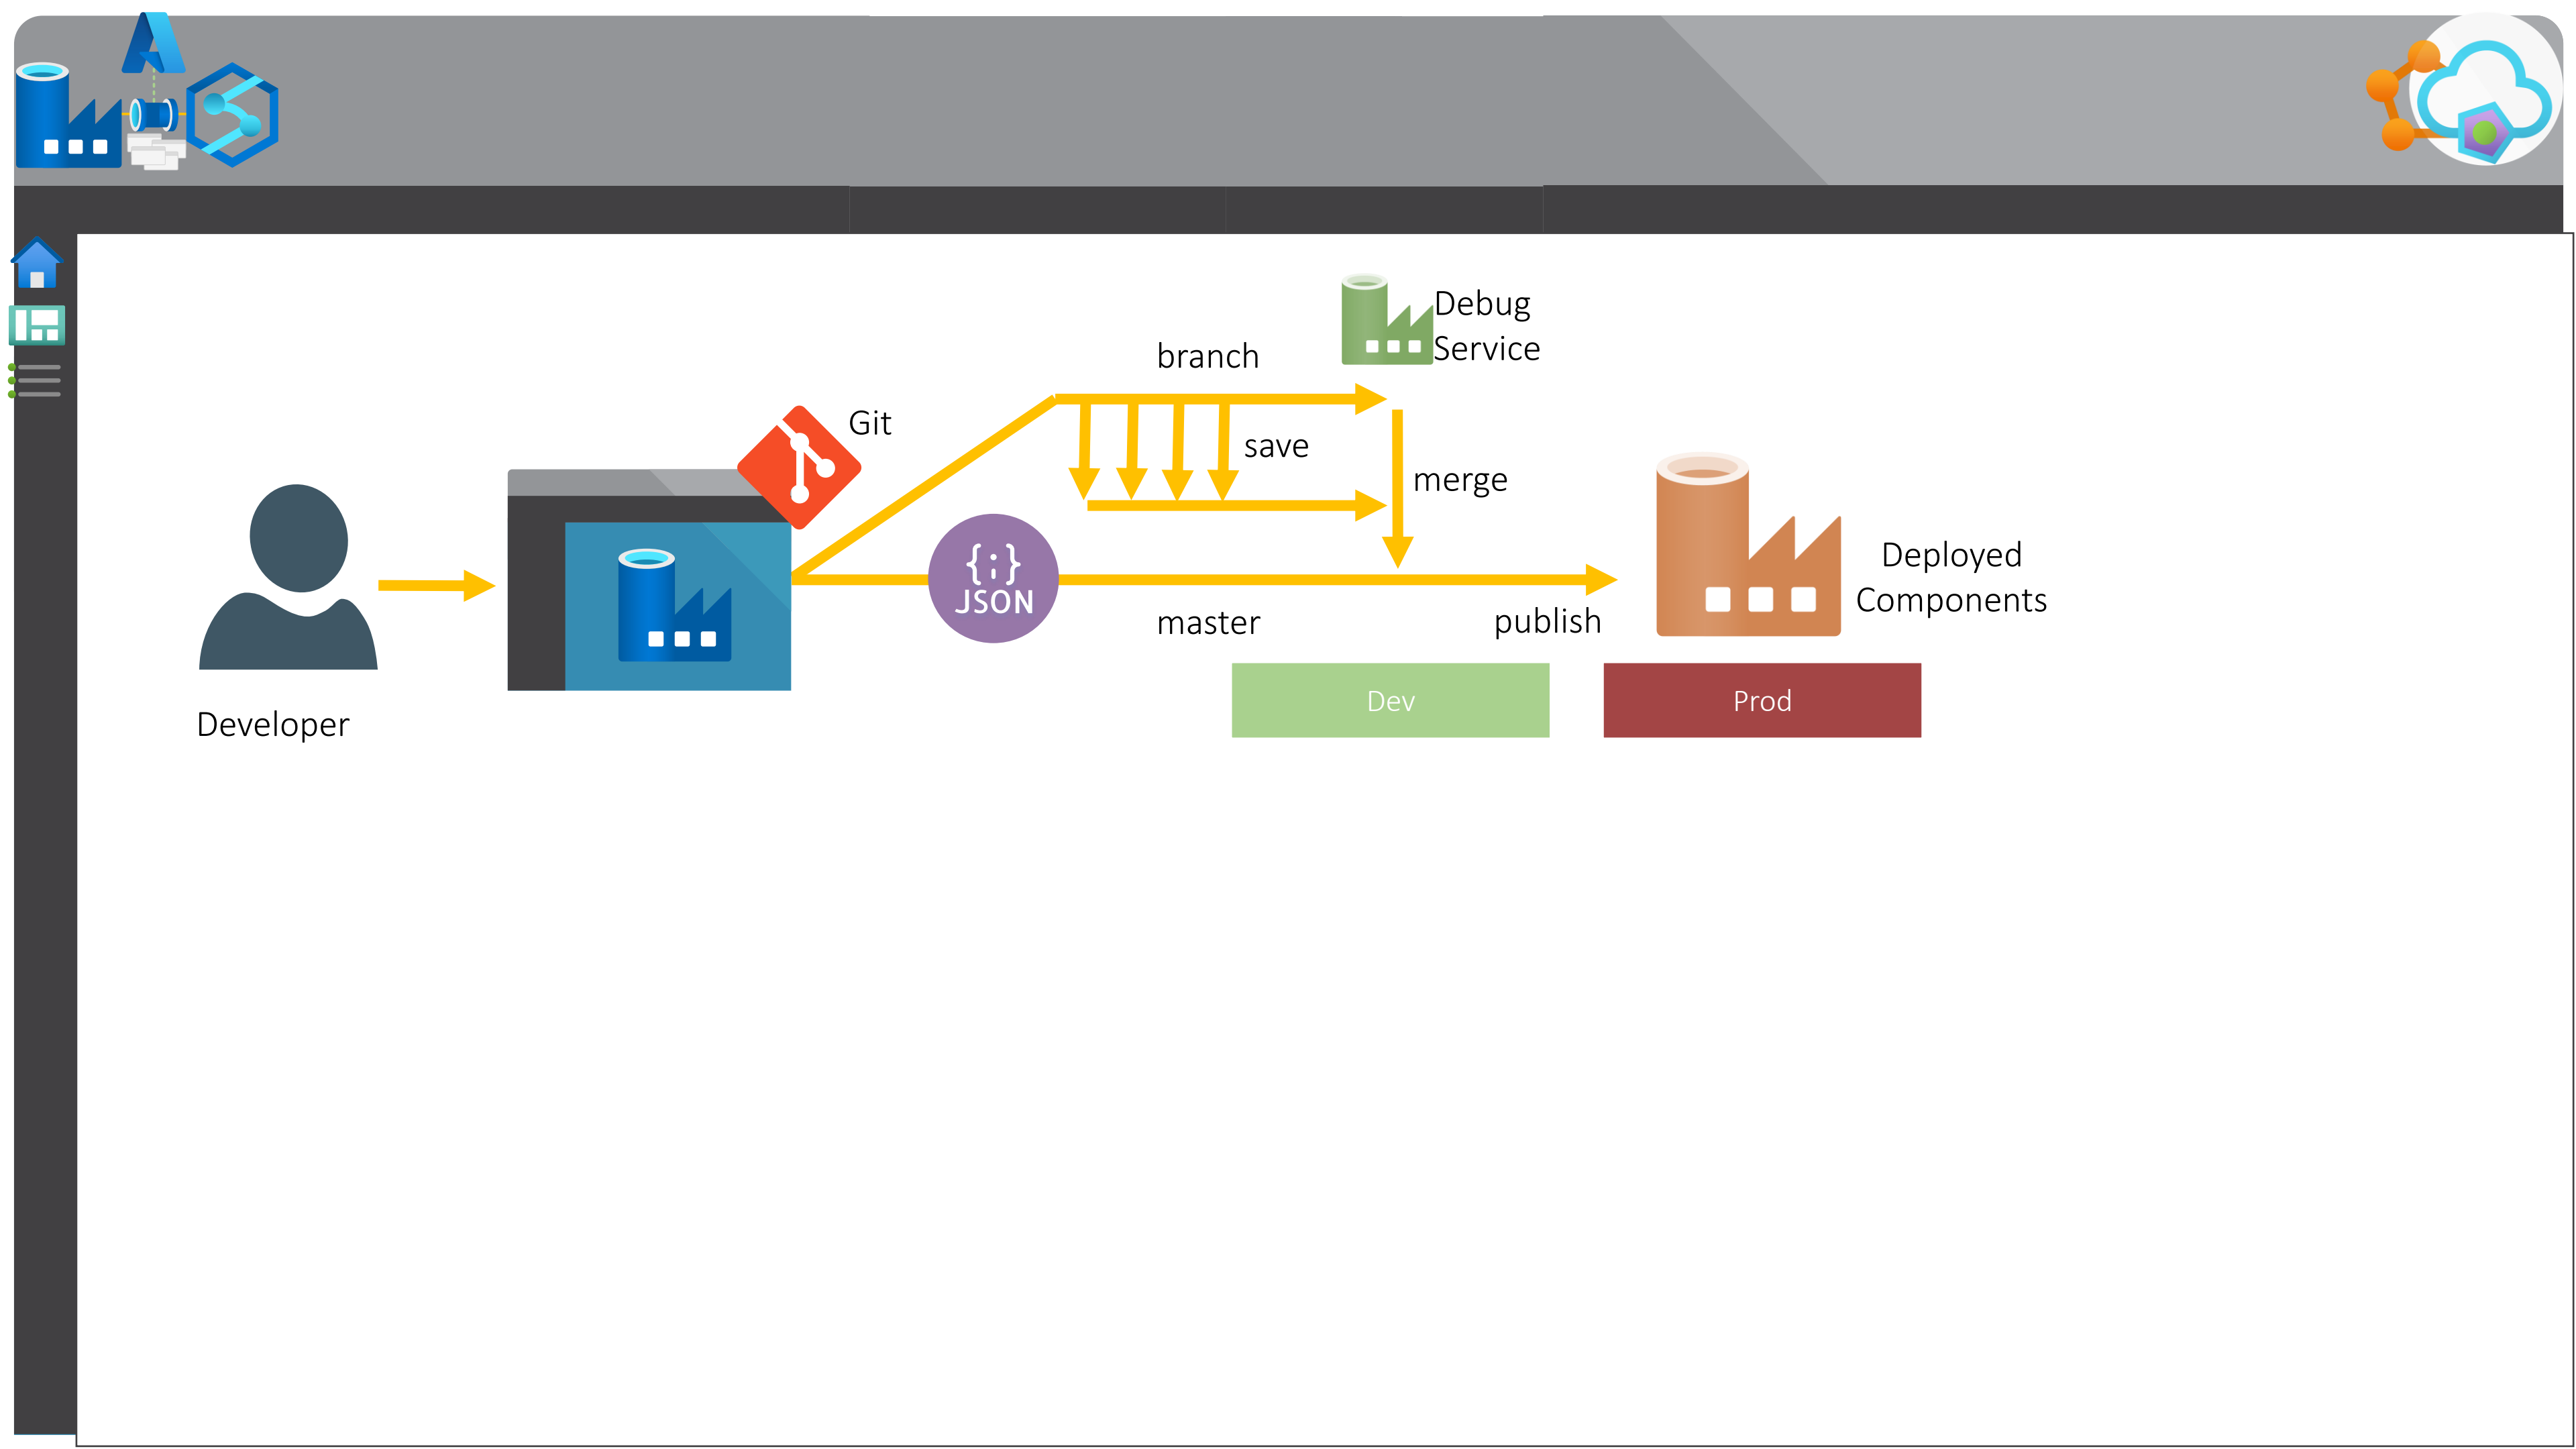 Debug
Service
branch
Git
save
merge
{;}
JSON
Deployed
Components
master
publish
Dev
Prod
Developer